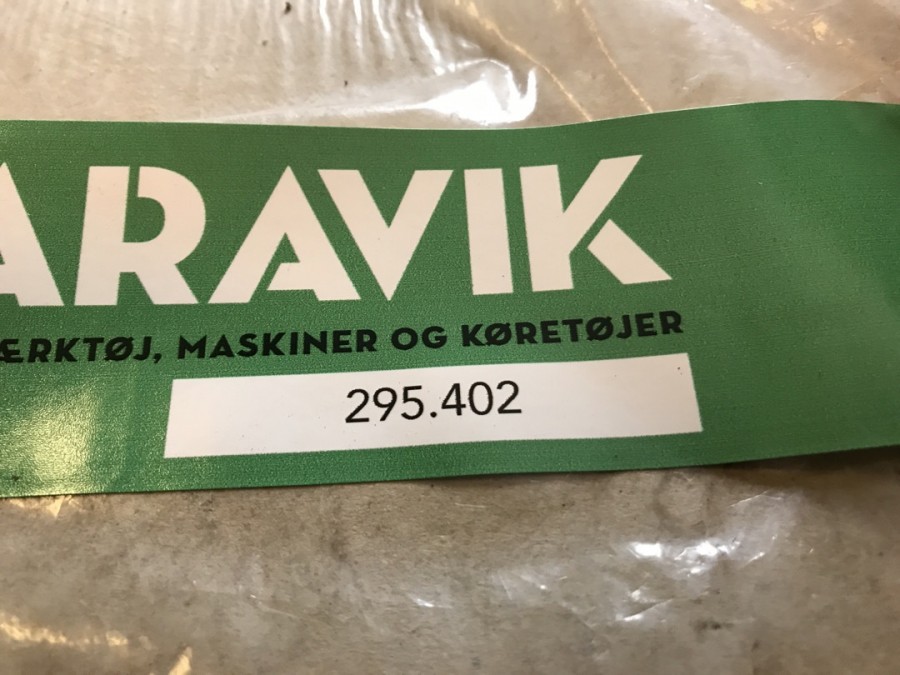 ARAVIK
ÆRKTØJ, MASKINER OG KØRETØJER
295.402